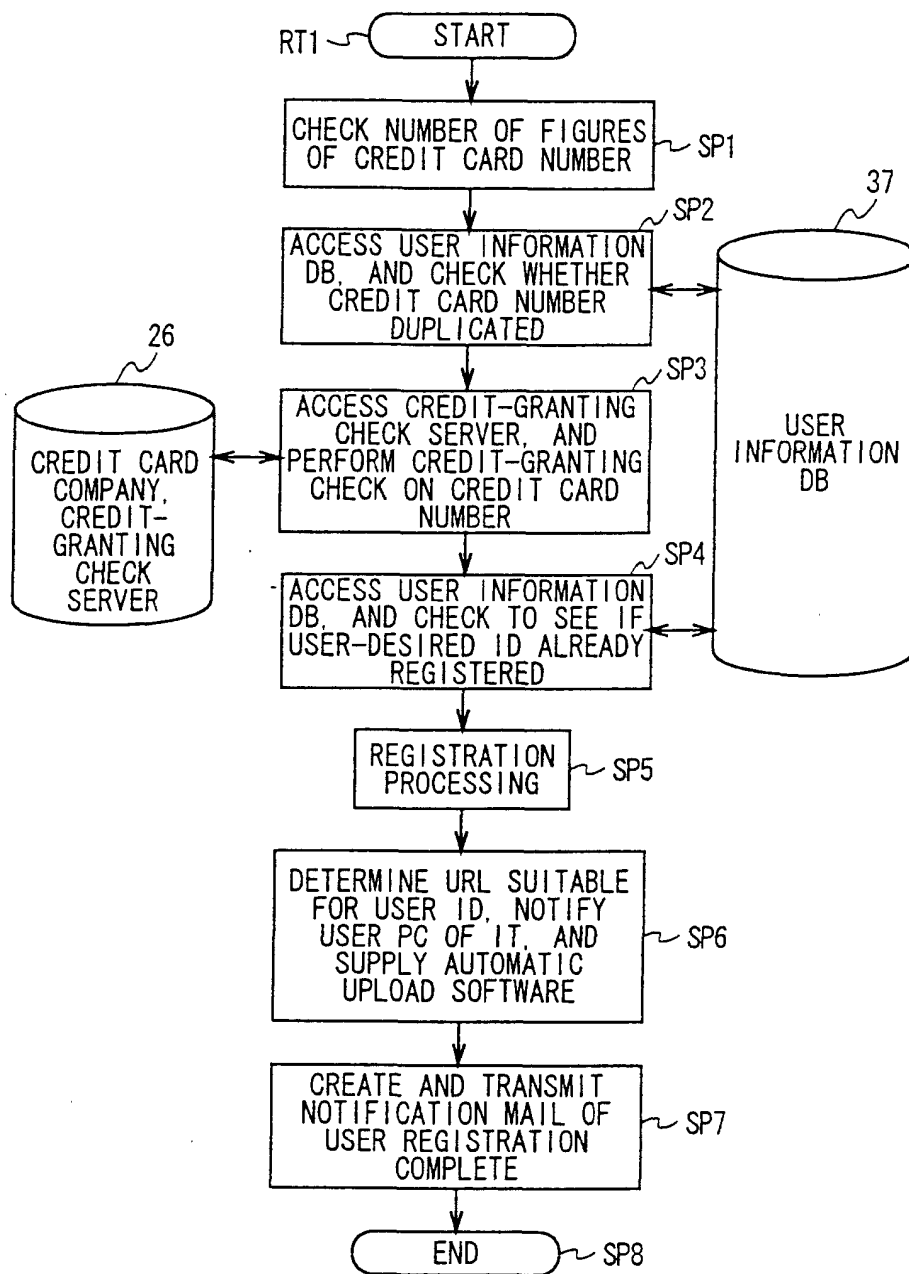 RT1
START
CHECK NUMBER OF FIGURES
OF CREDIT CARD NUMBER
SP1
SP2
37
ACCESS USER INFORMATION
DB, AND CHECK WHETHER
CREDIT CARD NUMBER
DUPLICATED
USER
INFORMATION
DB
26
CREDIT CARD
COMPANY,
CREDIT-
GRANTING
CHECK
SERVER
SP3
ACCESS CREDIT-GRANTING
CHECK SERVER, AND
PERFORM CREDIT-GRANTING
CHECK ON CREDIT CARD
NUMBER
SP4
ACCESS USER INFORMATION
DB, AND CHECK TO SEE IF
USER-DESIRED ID ALREADY
REGISTERED
REGISTRATION
PROCESSING
SP5
DETERMINE URL SUITABLE
FOR USER ID, NOTIFY
USER PC OF IT, AND
SUPPLY AUTOMATIC
UPLOAD SOFTWARE
SP6
CREATE AND TRANSMIT
NOTIFICATION MAIL OF
USER REGISTRATION
COMPLETE
SP7
END
SP8